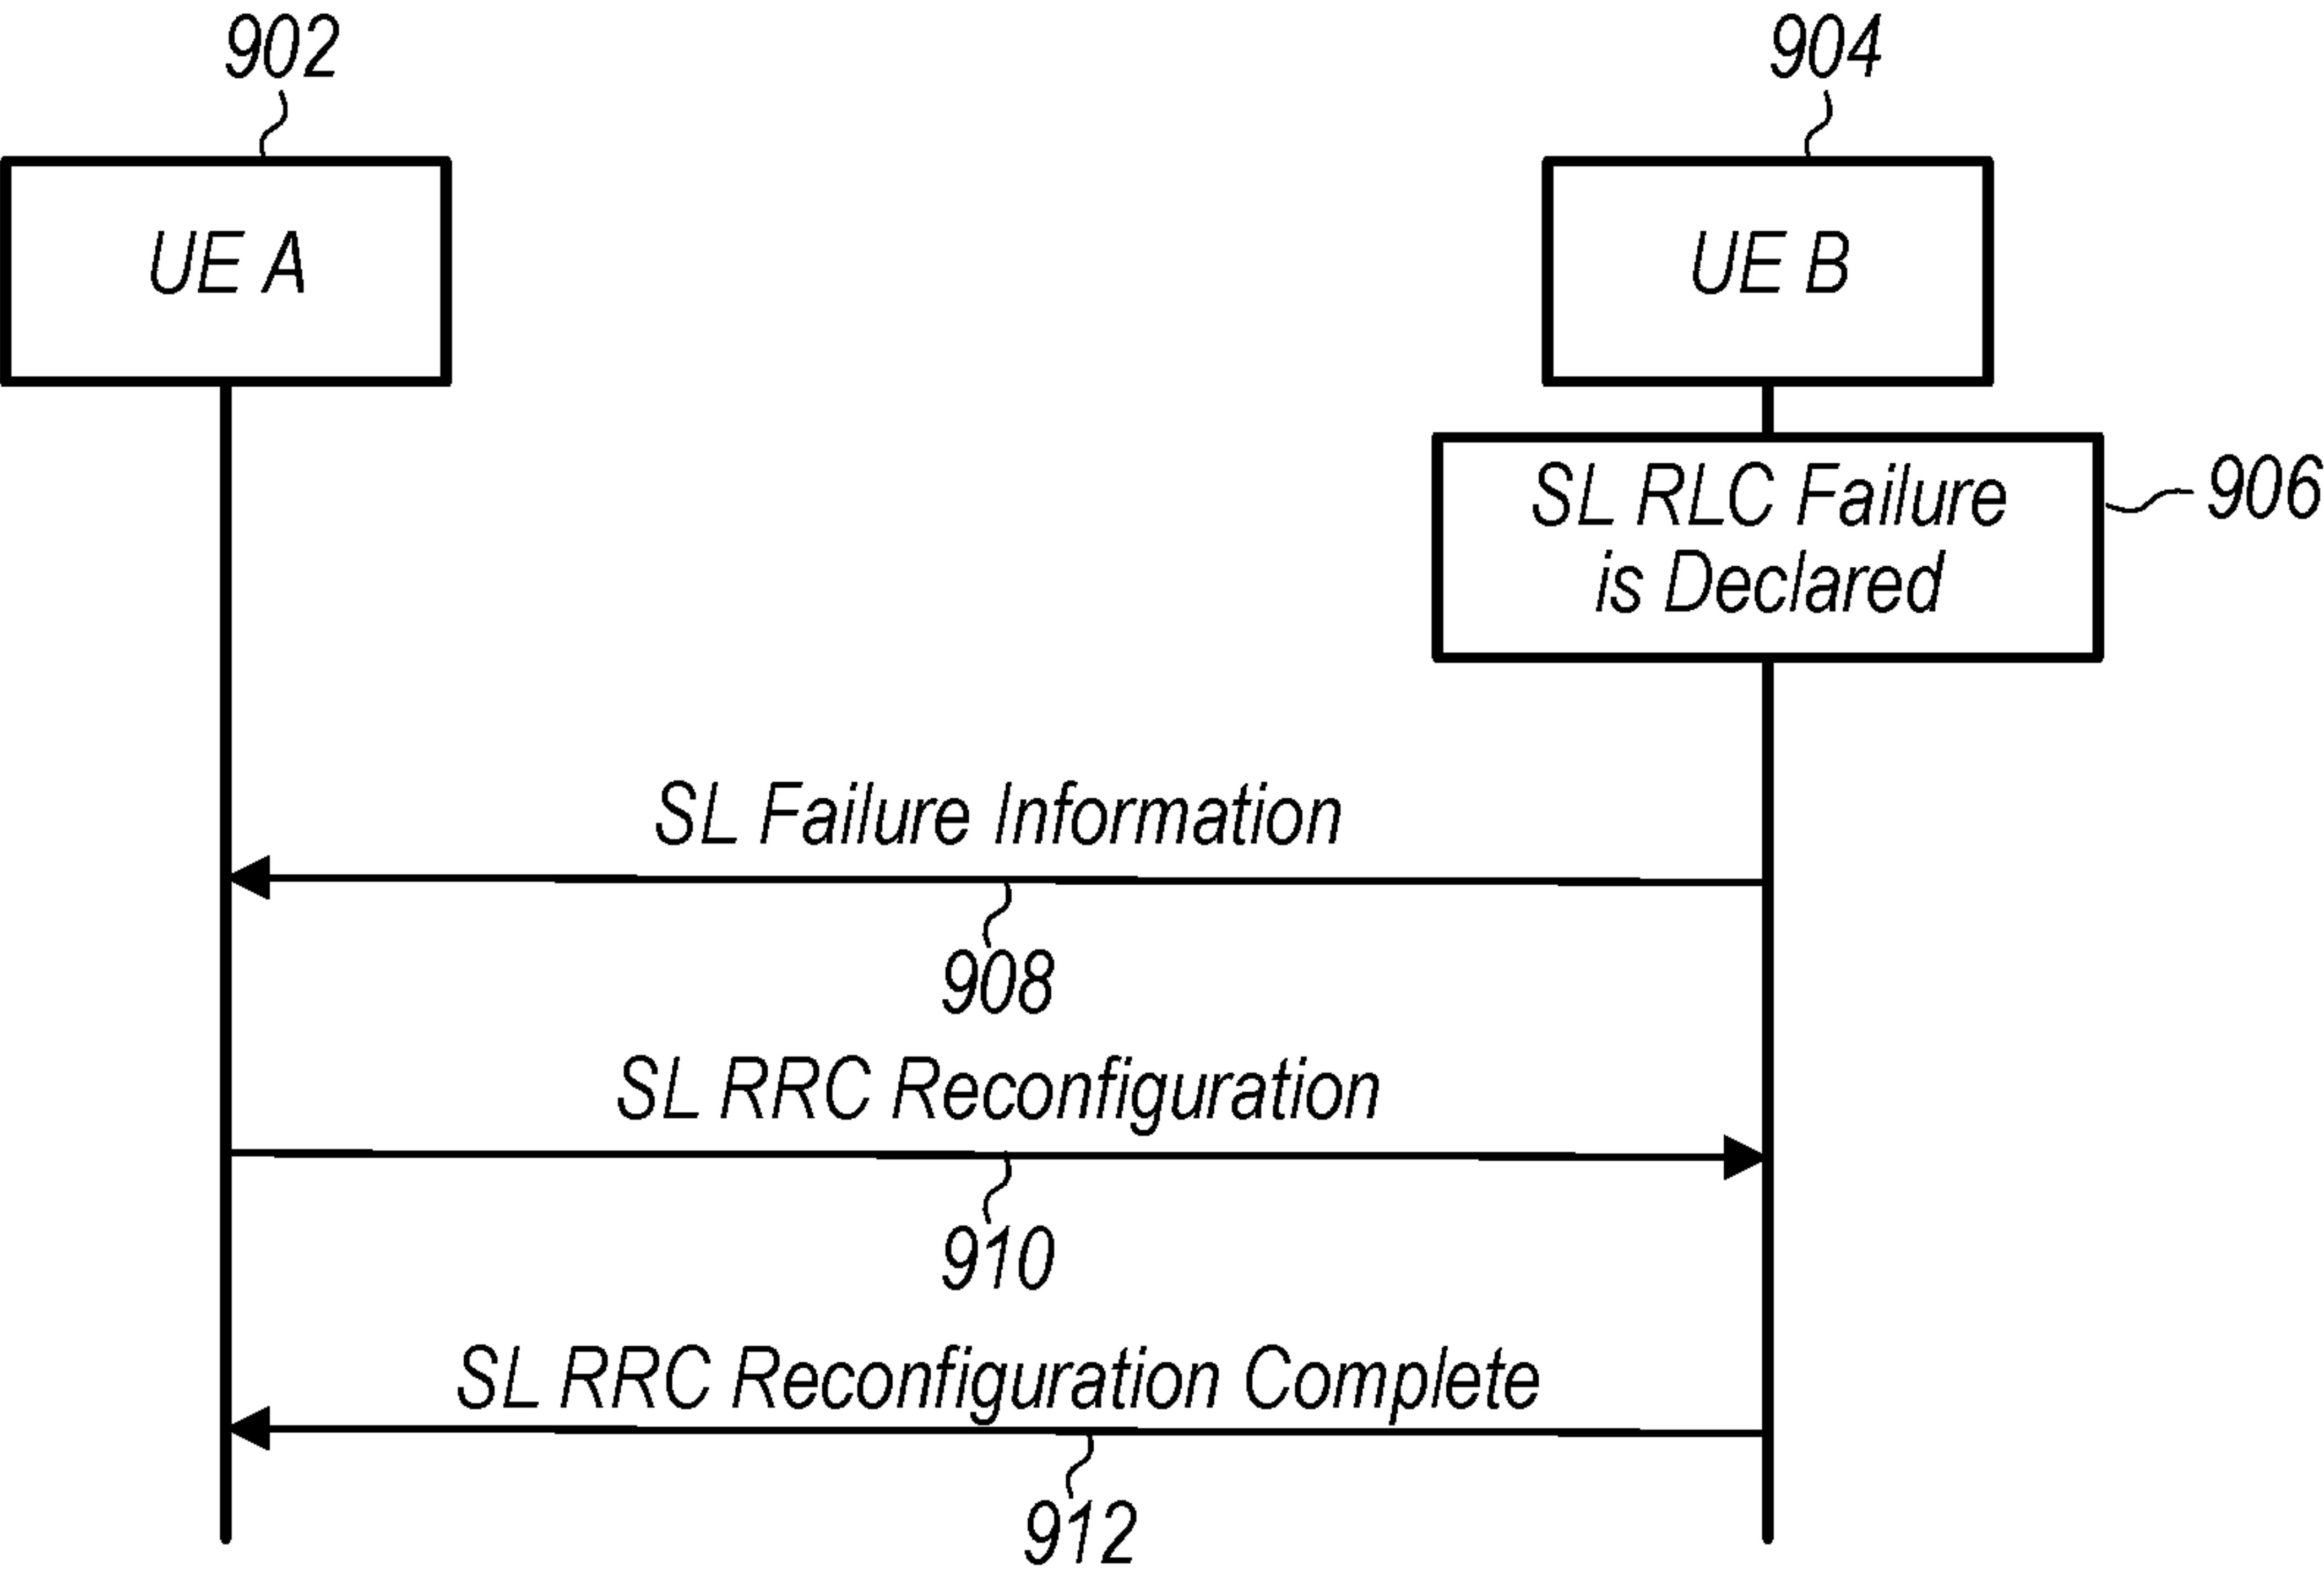 902
904
UE A
UE B
SL RLC Failure
is Declared
906
SL Failure Information
908
SL RRC Reconfiguration
910
SL RRC Reconfiguration Complete
912